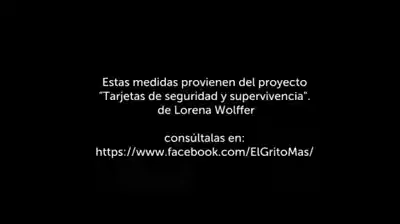 Estas medidas provienen del proyecto
"Tarjetas de seguridad y supervivencia".
de Lorena Wolffer
consúltalas en:
https://www.facebook.com/ElGritoMas/